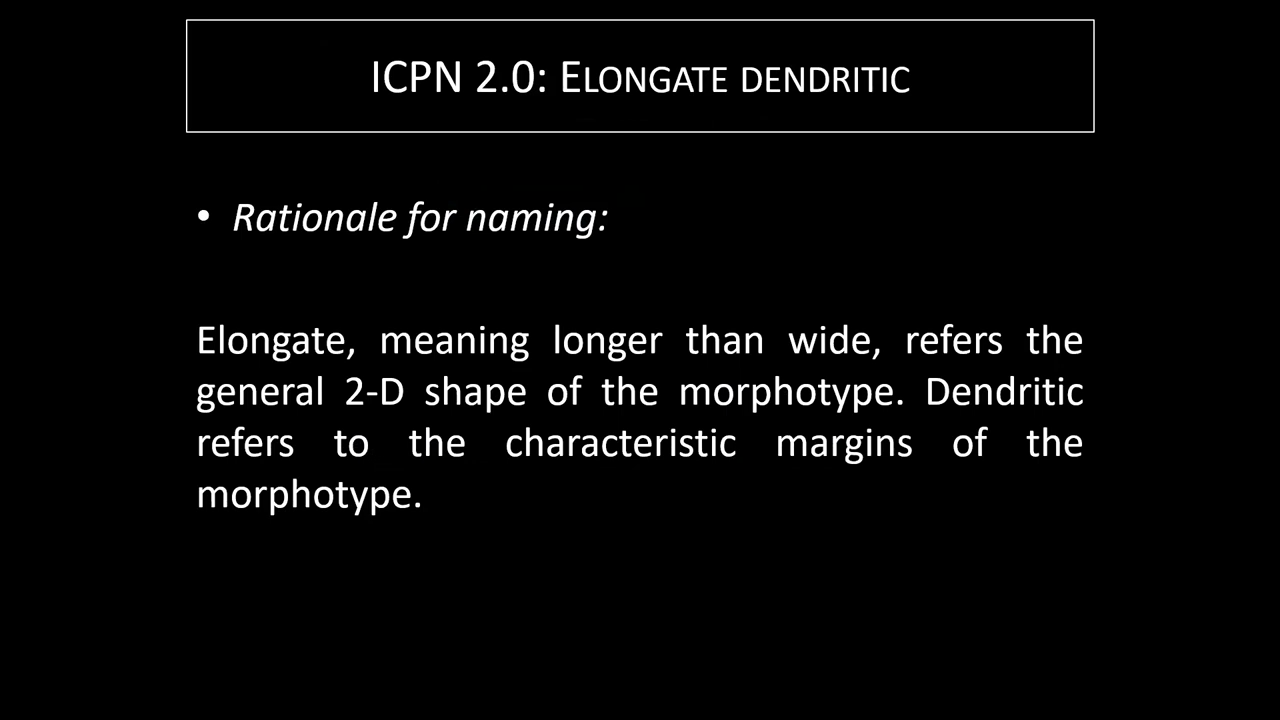 ICPN 2.0: ELONGATE DENDRITIC
• Rationale for naming:
Elongate, meaning longer than wide, refers the
general 2-D shape of the morphotype. Dendritic
refers to the characteristic margins of the
morphotype.